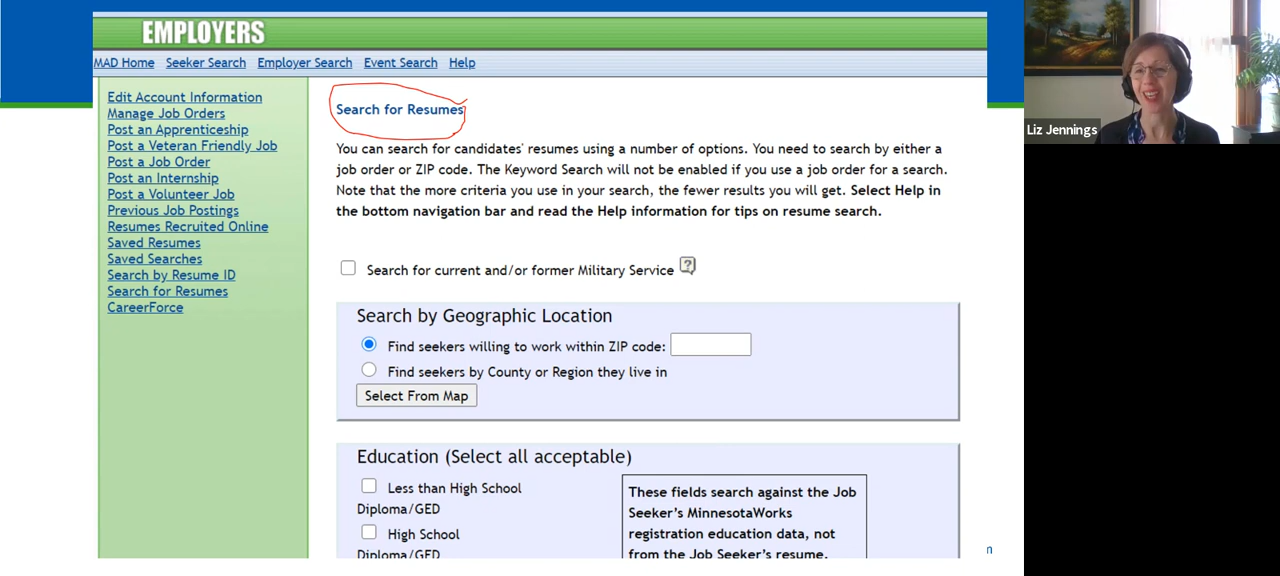 EMPLOYERS
MAD Home Seeker Search Employer Search Event Search Help
Edit Account Information
Manage Job Orders
Post an Apprenticeship
Post a Veteran Friendly Job
Post a Job Order
Post an Internship
Post a Volunteer Job
Previous Job Postings
Resumes Recruited Online
Saved Resumes
Saved Searches
Search by Resume ID
Search for Resumes
CareerForce
Search for Resumes
You can search for candidates' resumes using a number of options. You need to search by either a
job order or ZIP code. The Keyword Search will not be enabled if you use a job order for a search.
Note that the more criteria you use in your search, the fewer results you will get. Select Help in
the bottom navigation bar and read the Help information for tips on resume search.
Search for current and/or former Military Service ?
Search by Geographic Location
Find seekers willing to work within ZIP code:
Find seekers by County or Region they live in
Select From Map
Education (Select all acceptable)
Less than High School
Diploma/GED
High School
Diploma/GED
These fields search against the Job
Seeker's MinnesotaWorks
registration education data, not
from the Job Seeker's resume.
n
Liz Jennings